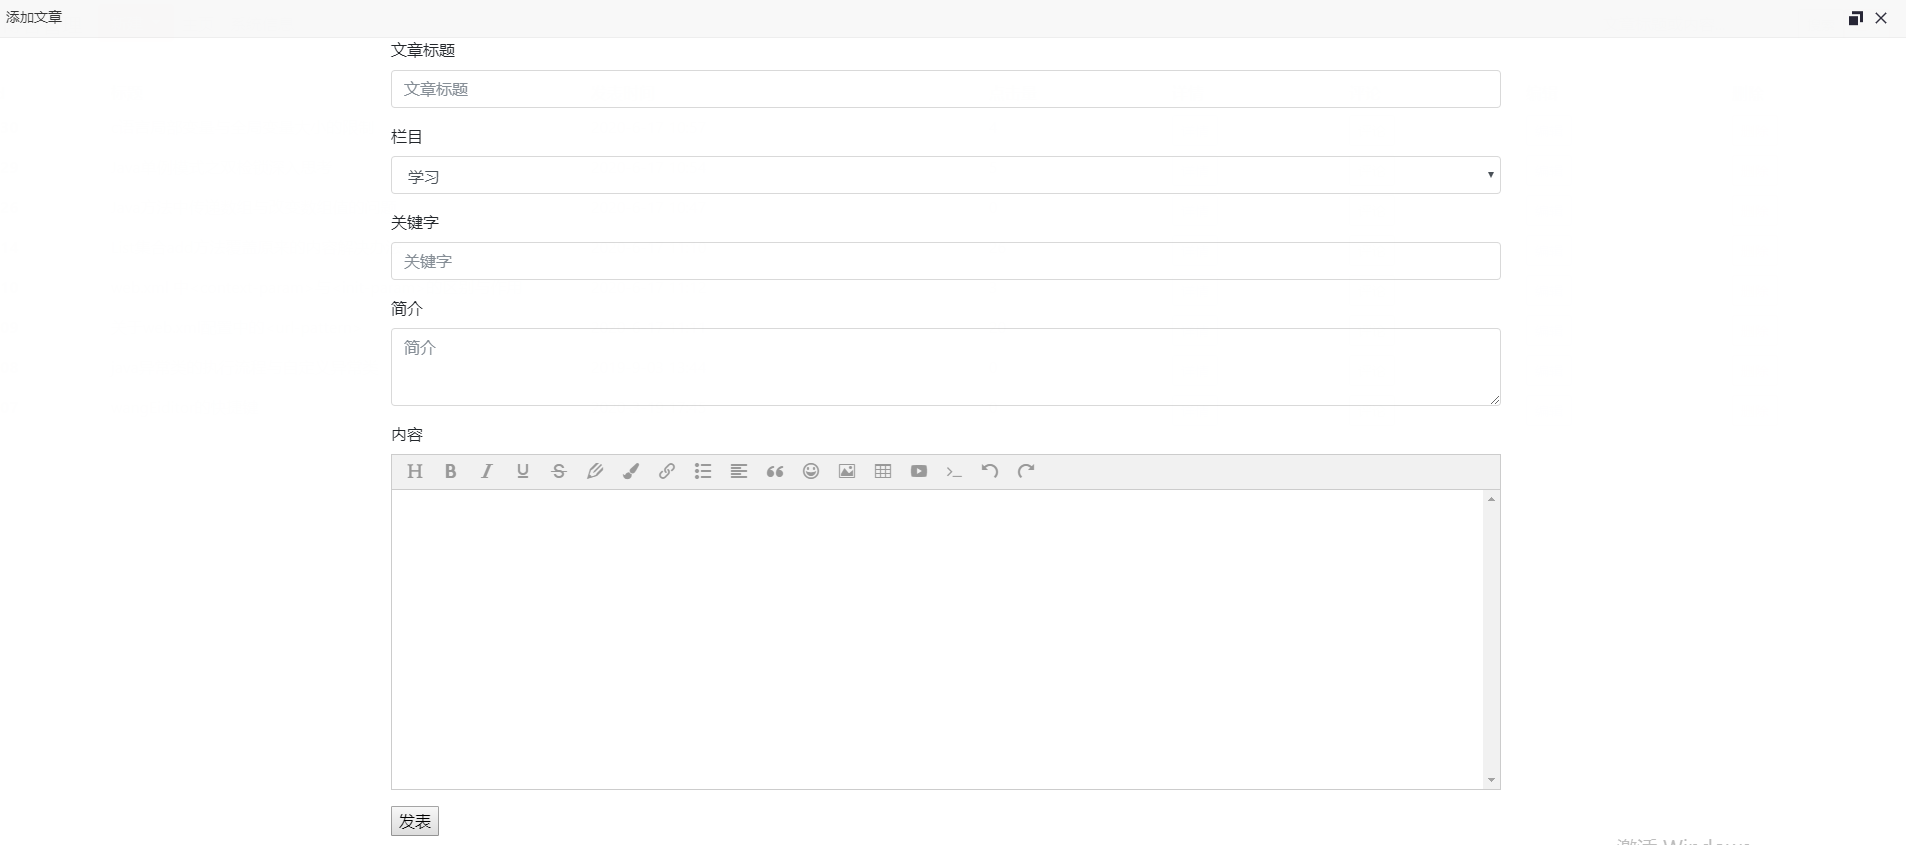 添加文章
文章标题
文章标题
栏目
学习
关键字
关键字
简介
简介
内容
H B I U S
发表
激活 Windows